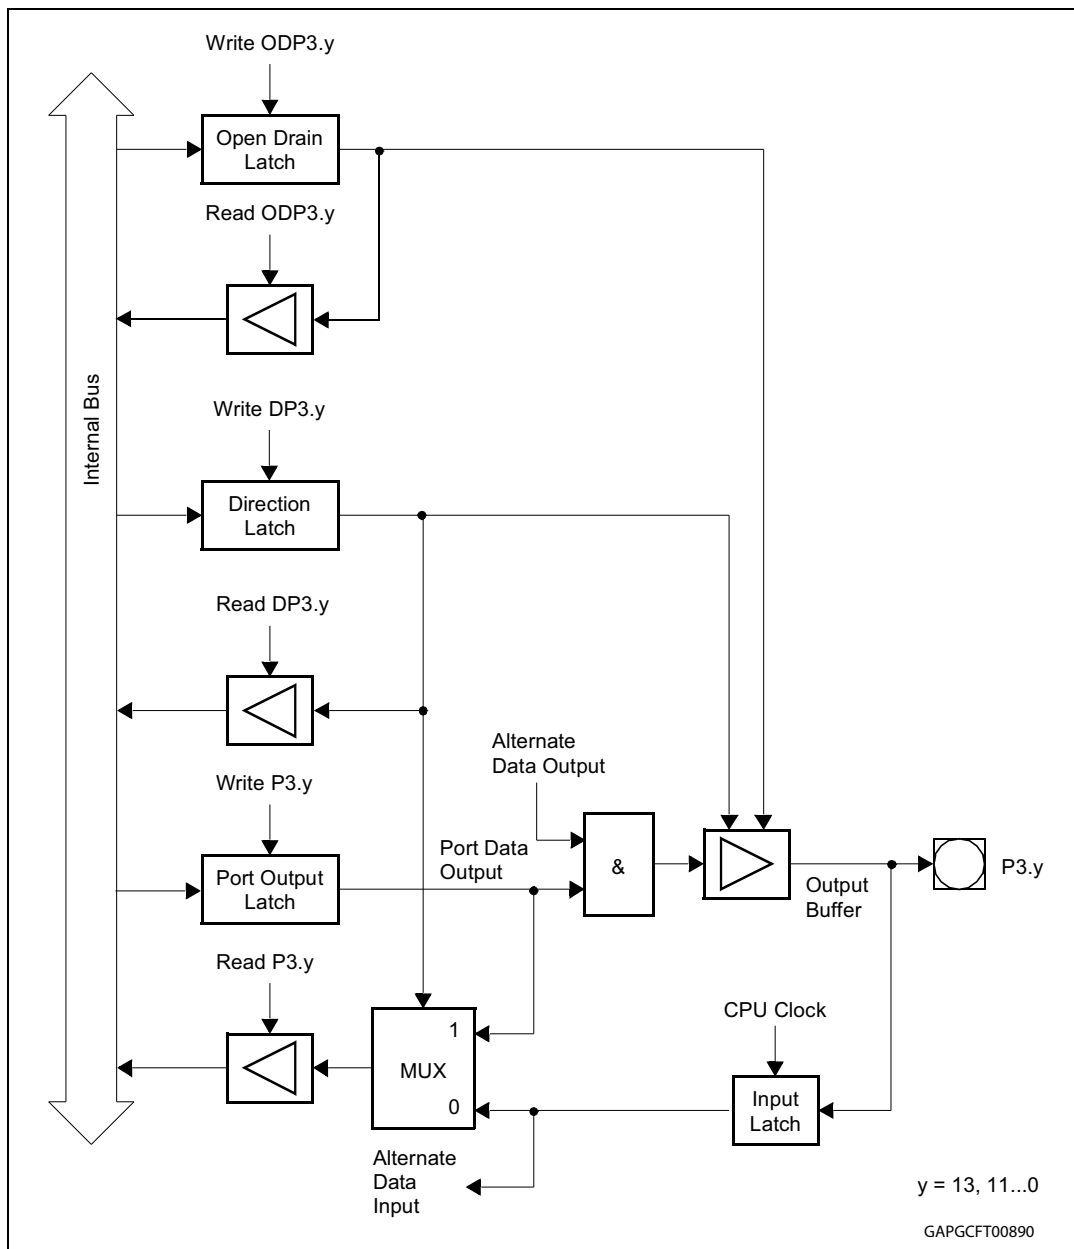 Write ODP3.y
Open Drain
Latch
Read ODP3.y
Internal Bus
Write DP3.y
Direction
Latch
Read DP3.y
Alternate
Data Output
Write P3.y
Port Data
Output
&
Port Output
Latch
P3.y
Output
Buffer
Read P3.y
CPU Clock
1
MUX
0
Input
Latch
Alternate
Data
Input
y = 13, 11...0
GAPGCFT00890